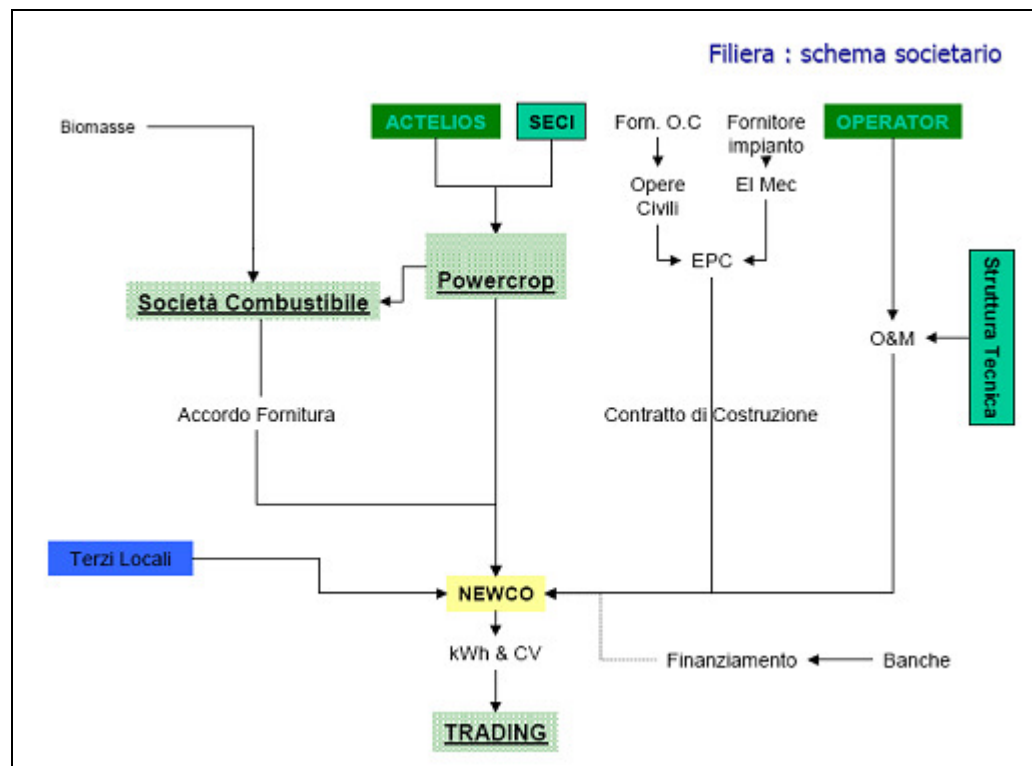 Filiera : schema societario
Biomasse
ACTELIOS
SECI
Forn. O.C
Fornitore
impianto
OPERATOR
Opere
Civili
El Mec
EPC
Powercrop
Società Combustibile
O&M
Struttura Tecnica
Accordo Fornitura
Contratto di Costruzione
Terzi Locali
NEWCO
kWh & CV
Finanziamento
Banche
TRADING